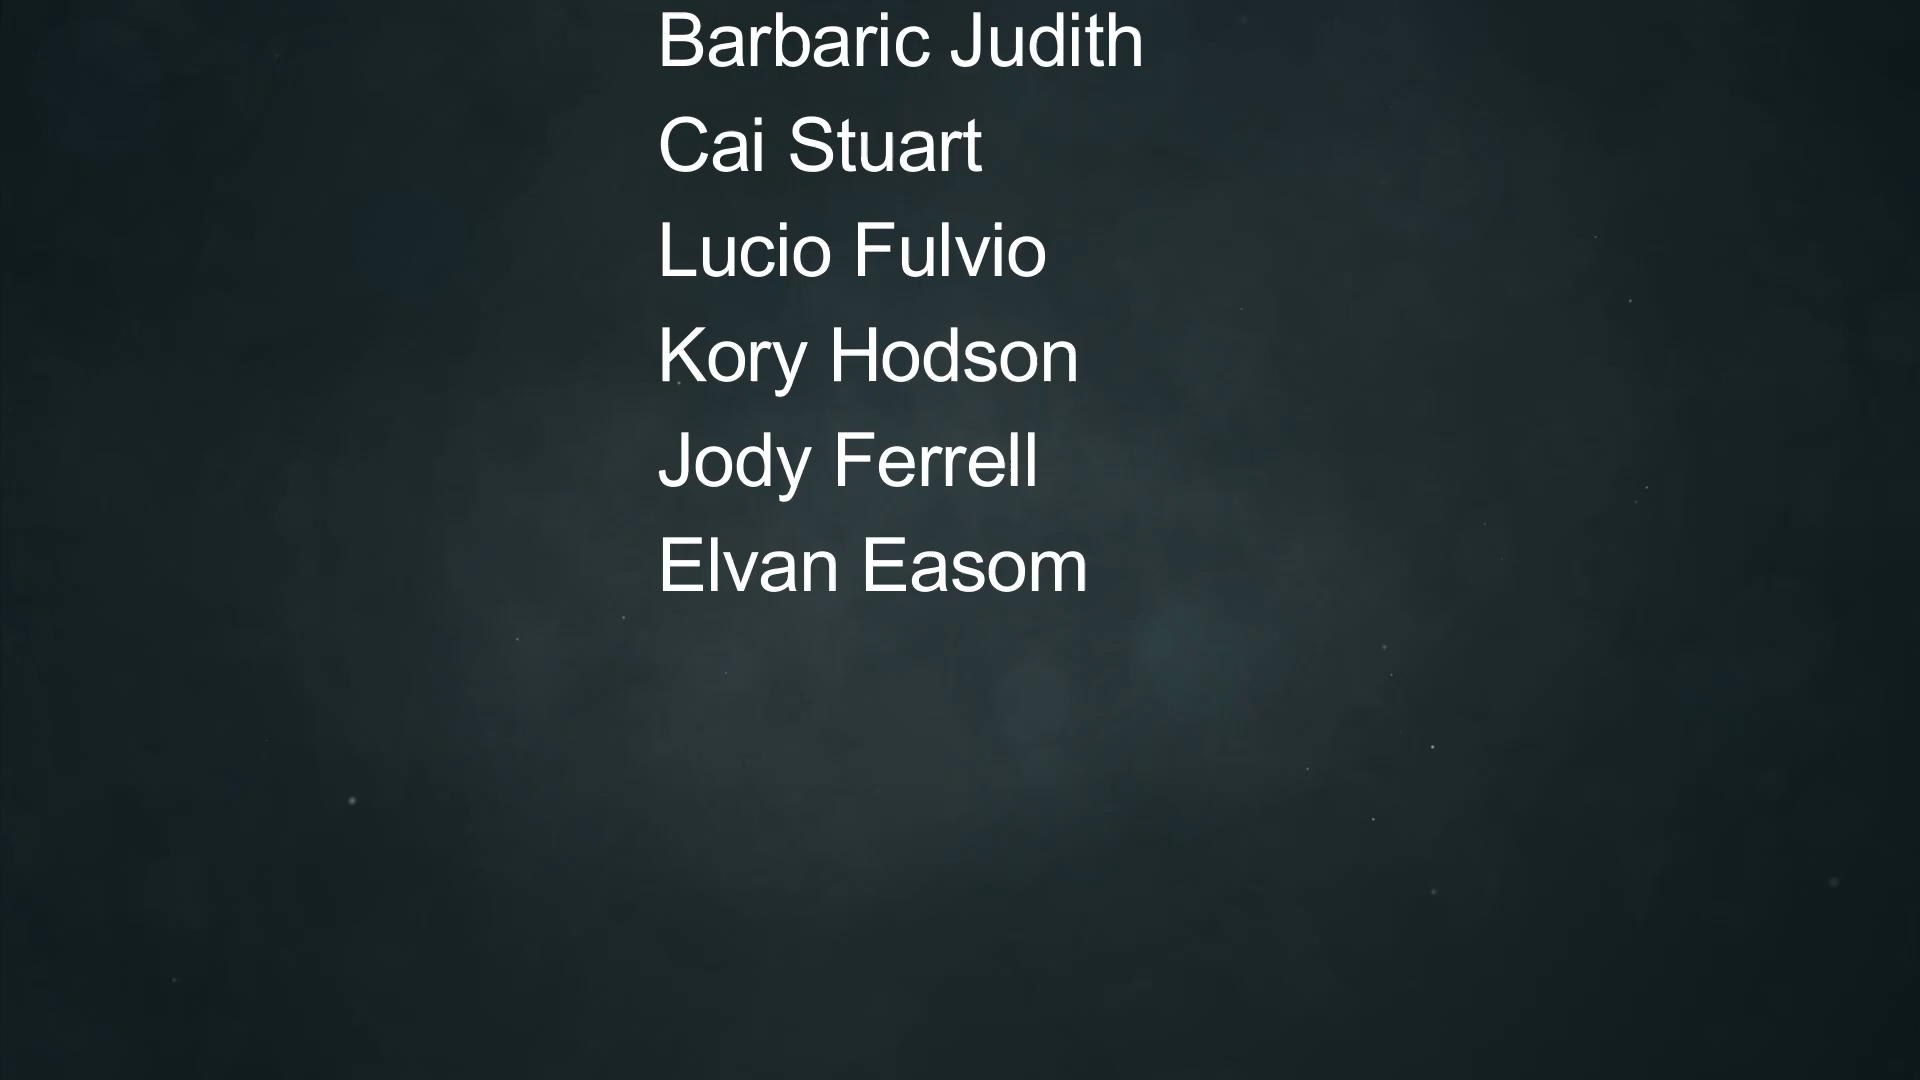 Barbaric Judith
Cai Stuart
Lucio Fulvio
Kory Hodson
Jody Ferrell
Elvan Easom